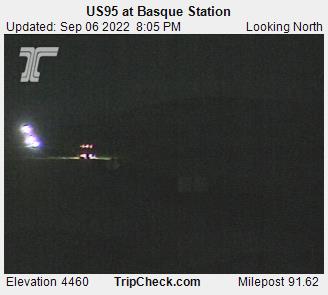 US95 at Basque Station
Updated: Sep 06 2022 8:05 PM Looking North
Elevation 4460 TripCheck.com Milepost 91.62